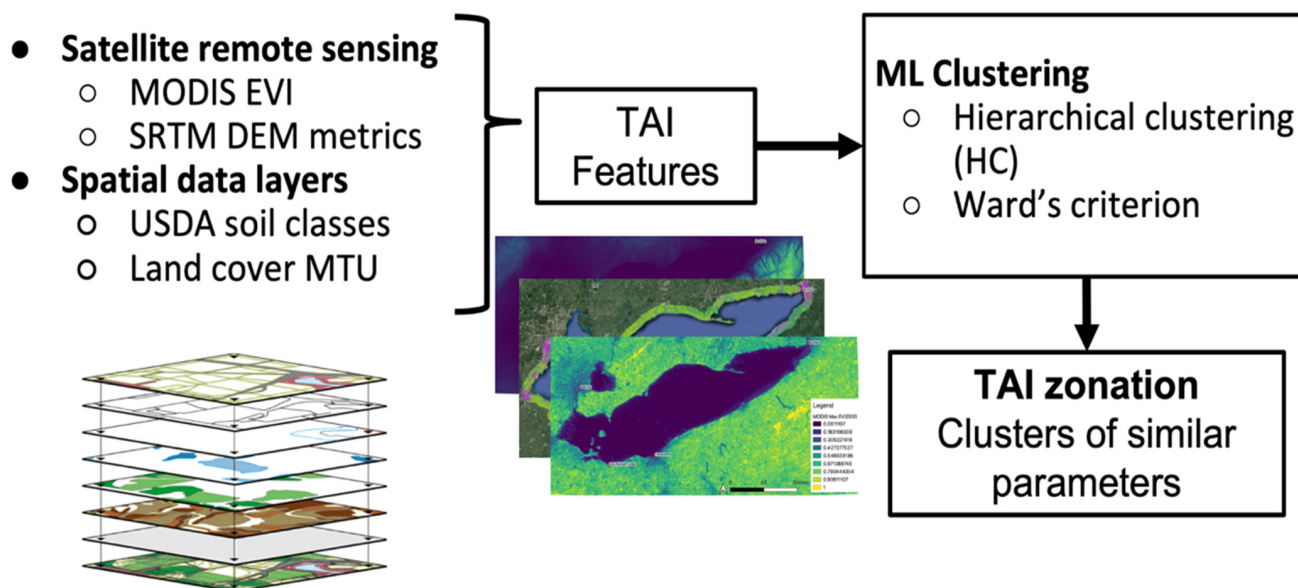 ● Satellite remote sensing
○ MODIS EVI
○ SRTM DEM metrics
● Spatial data layers
○ USDA soil classes
○ Land cover MTU
TAI
Features
ML Clustering
○ Hierarchical clustering
(HC)
○ Ward's criterion
TAI zonation
Clusters of similar
parameters
Legend
1